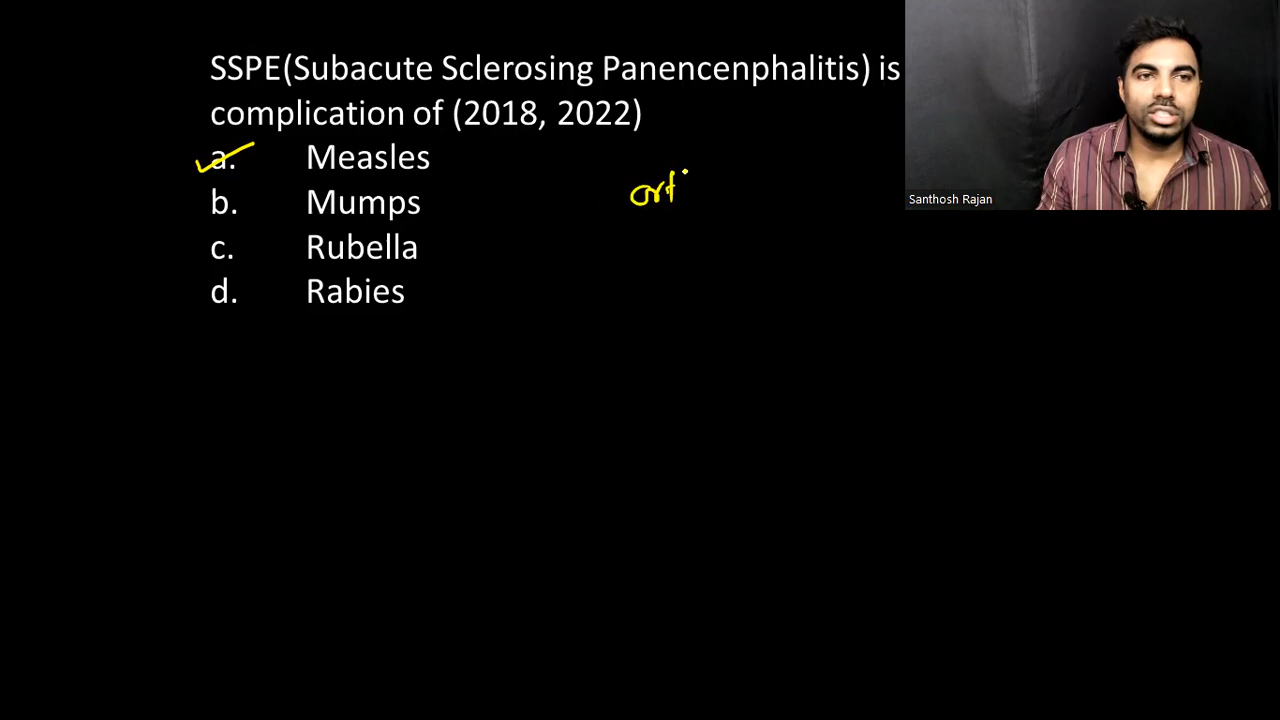 SSPE(Subacute Sclerosing Panencenphalitis) is
complication of (2018, 2022)
a. Measles
b. Mumps
c. Rubella
d. Rabies
Santhosh Rajan